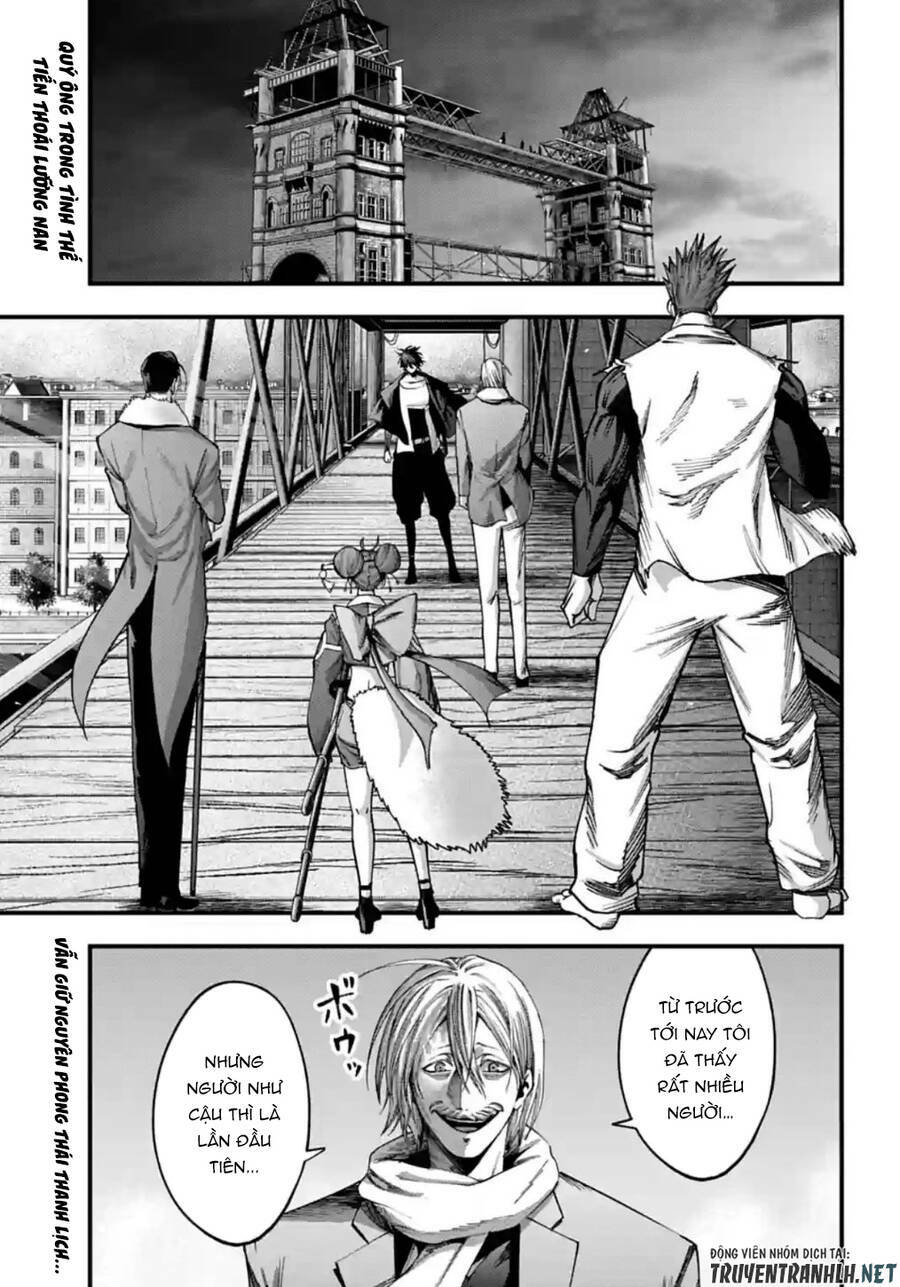 QUÝ ÔNG TRONG TÌNH THẾ
TIẾN THOÁI LƯỠNG NAN
TỪ TRƯỚC
TỚI NAY TÔI
ĐÃ THẤY
RẤT NHIỀU
NGƯỜI...
ボウッ
NHƯNG
NGƯỜI NHƯ
CẬU THÌ LÀ
LẦN ĐẦU
TIÊN...
VẪN GIỮ NGUYÊN PHONG THÁI THANH LỊCH...
ĐỘNG VIÊN NHÓM DỊCH TẠI:
TRUYENTRANHLH.NET